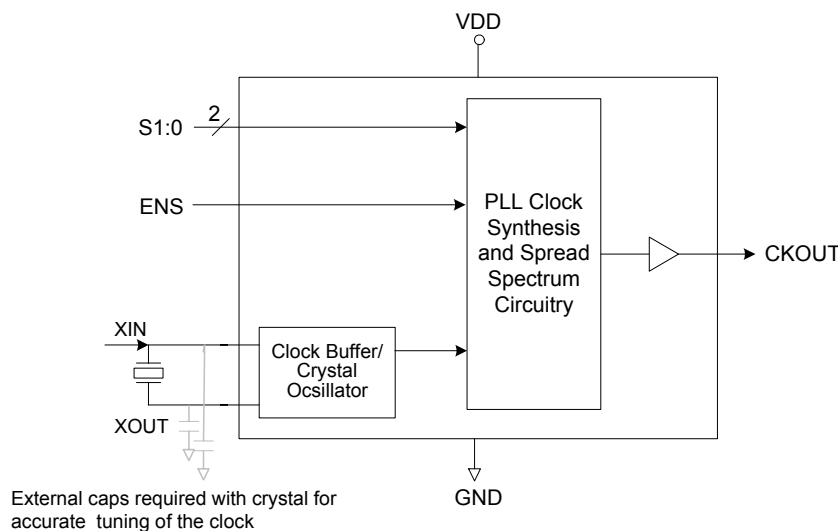 VDD
2
S1:0
ENS
PLL Clock
Synthesis
and Spread
Spectrum
Circuitry
CKOUT
XIN
Clock Buffer/
Crystal
Ocsillator
XOUT
GND
External caps required with crystal for
accurate tuning of the clock